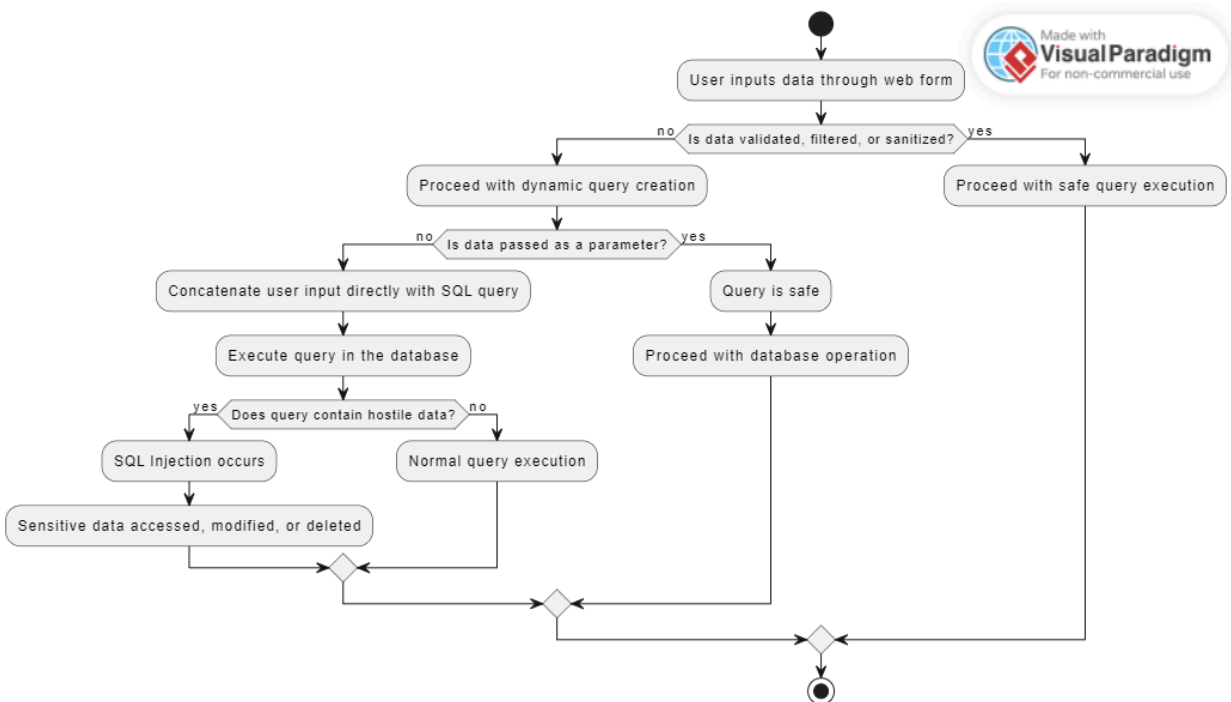 Made with
Visual Paradigm
For non-commercial use
User inputs data through web form
no
Is data validated, filtered, or sanitized?
yes
Proceed with dynamic query creation
Proceed with safe query execution
no
Is data passed as a parameter?
yes
Concatenate user input directly with SQL query
Query is safe
Execute query in the database
Proceed with database operation
yes
Does query contain hostile data?
no
SQL Injection occurs
Normal query execution
Sensitive data accessed, modified, or deleted